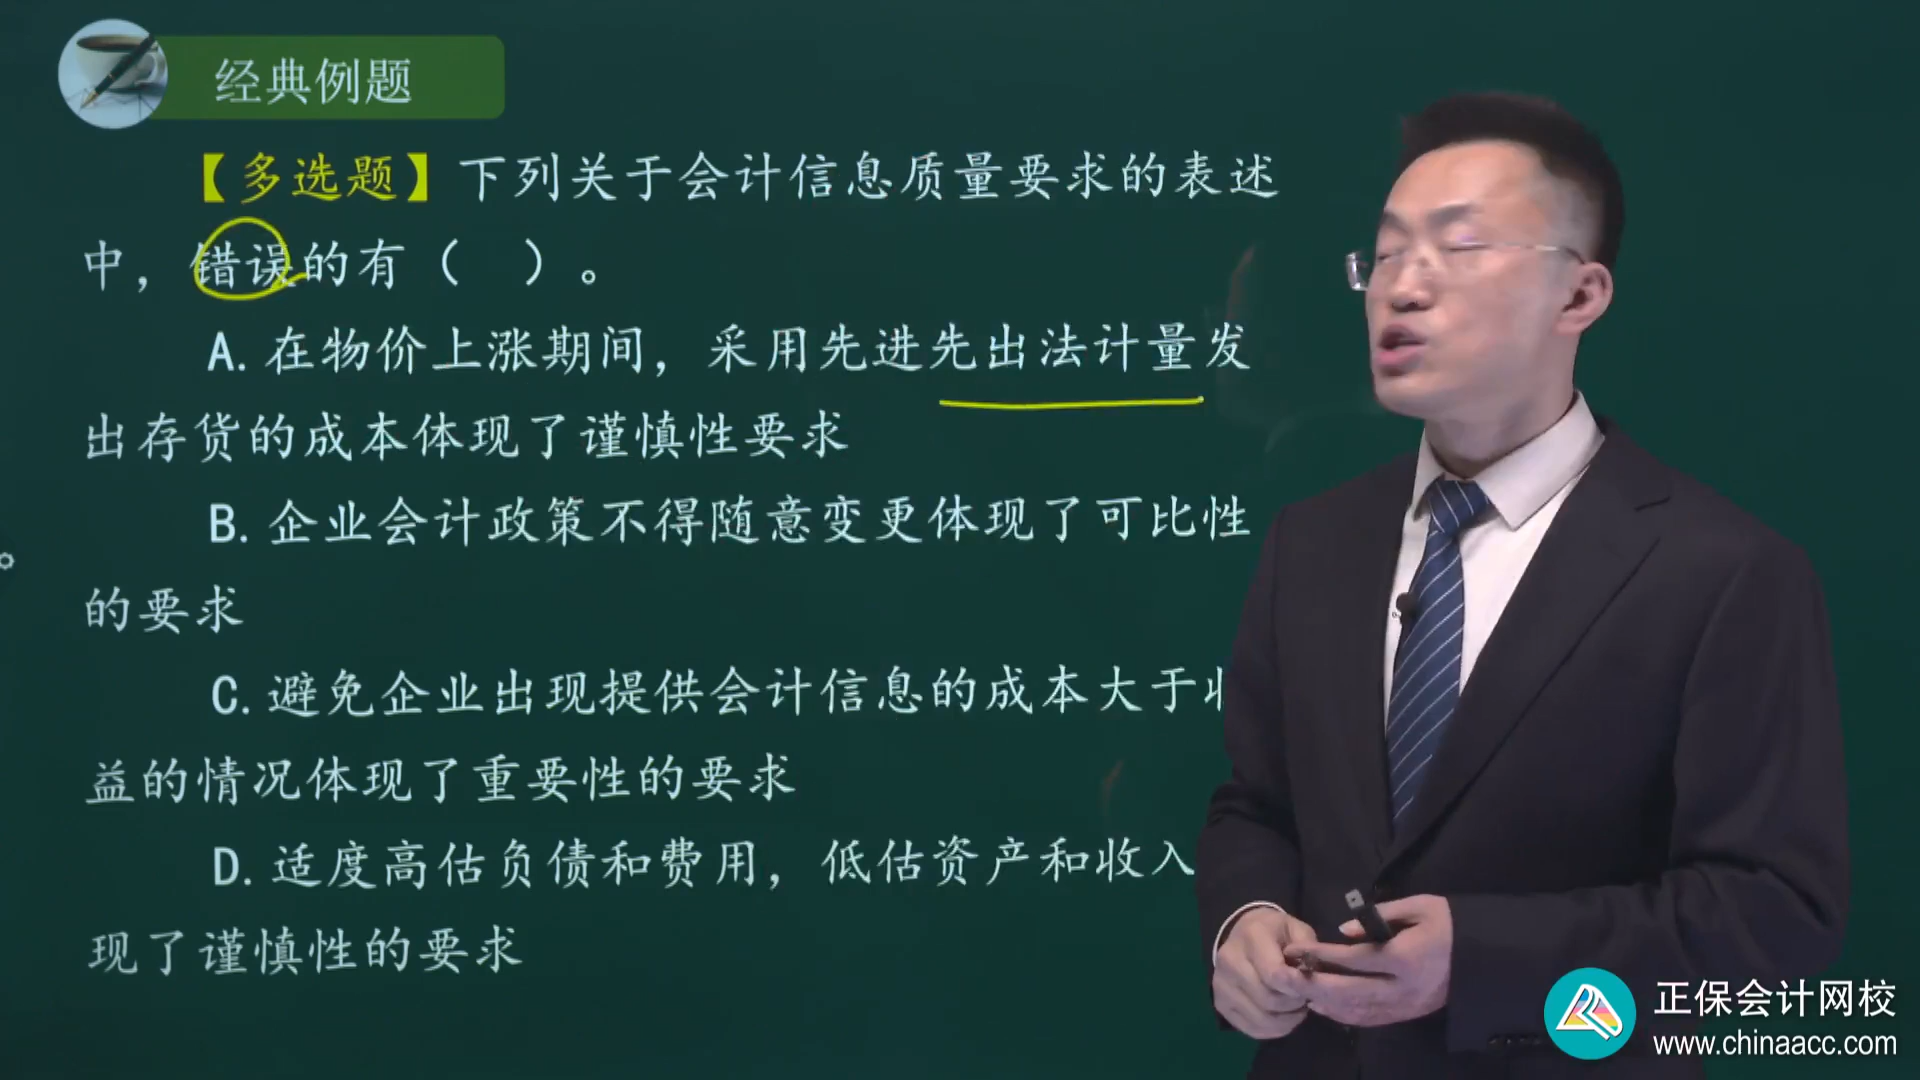 经典例题
【多选题】下列关于会计信息质量要求的表述
中，错误的有（　）。
A.在物价上涨期间，采用先进先出法计量发
出存货的成本体现了谨慎性要求
B.企业会计政策不得随意变更体现了可比性
的要求
C.避免企业出现提供会计信息的成本大于
益的情况体现了重要性的要求
D.适度高估负债和费用，低估资产和收入
现了谨慎性的要求
正保会计网校
www.chinaacc.com